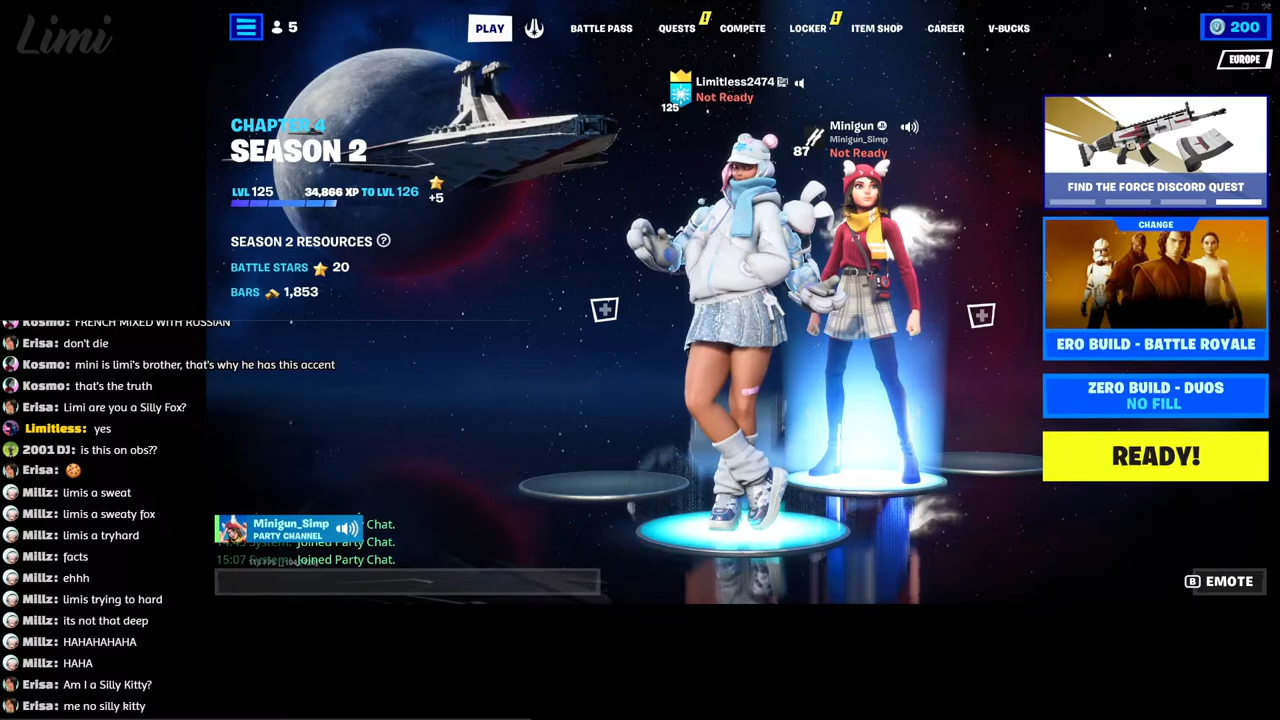 Limi
5
PLAY
BATTLE PASS
QUESTS
COMPETE
LOCKER
ITEM SHOP
CAREER
V-BUCKS
200
EUROPE
CHAPTER 4
SEASON 2
LVL 125
34,866 XP TO LVL 126
+5
SEASON 2 RESOURCES
BATTLE STARS 20
BARS 1,853
Limitless2474
Not Ready
125
Minigun
Minigun_Simp
87
Not Ready
FIND THE FORCE DISCORD QUEST
CHANGE
ERO BUILD - BATTLE ROYALE
ZERO BUILD - DUOS
NO FILL
READY!
B EMOTE
Kosmo: FRENCH MIXED WITH RUSSIAN
Erisa: don't die
Kosmo: mini is limi's brother, that's why he has this accent
Kosmo: that's the truth
Erisa: Limi are you a Silly Fox?
Limitless: yes
2001 DJ: is this on obs??
Erisa: 🍪
Millz: limis a sweat
Millz: limis a sweaty fox
Millz: limis a tryhard
Millz: facts
Millz: ehhh
Millz: limis trying to hard
Millz: its not that deep
Millz: HAHAHAHAHA
Millz: HAHA
Erisa: Am I a Silly Kitty?
Erisa: me no silly kitty
Minigun_Simp
PARTY CHANNEL
Chat.
System: Joined Party Chat.
15:07 System: Joined Party Chat.